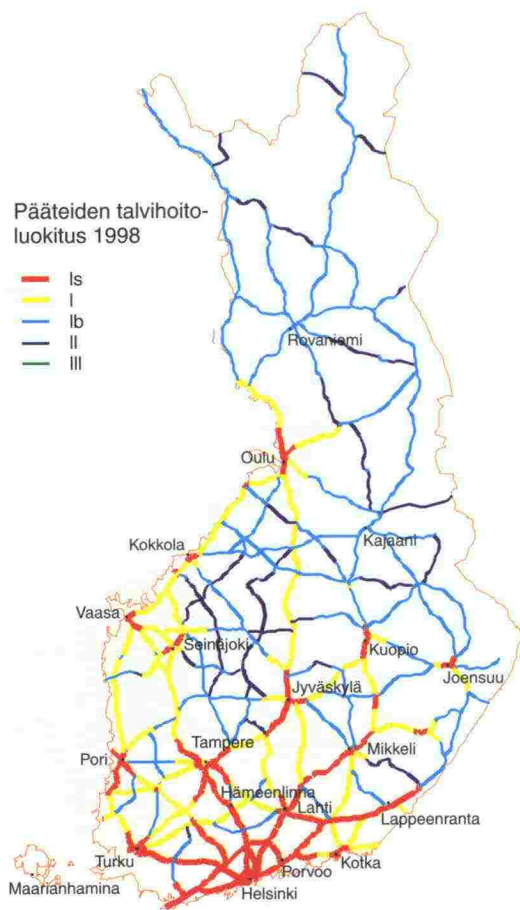 Pääteiden talvihoito-
luokitus 1998
Is
I
Ib
II
III
Rovaniemi
Oulu
Kajaani
Kokkola
Vaasa
Seinäjoki
Kuopio
Joensuu
Jyväskylä
Pori
Tampere
Mikkeli
Hämeenlinna
Lahti
Lappeenranta
Turku
Porvoo
Kotka
Maarianhamina
Helsinki